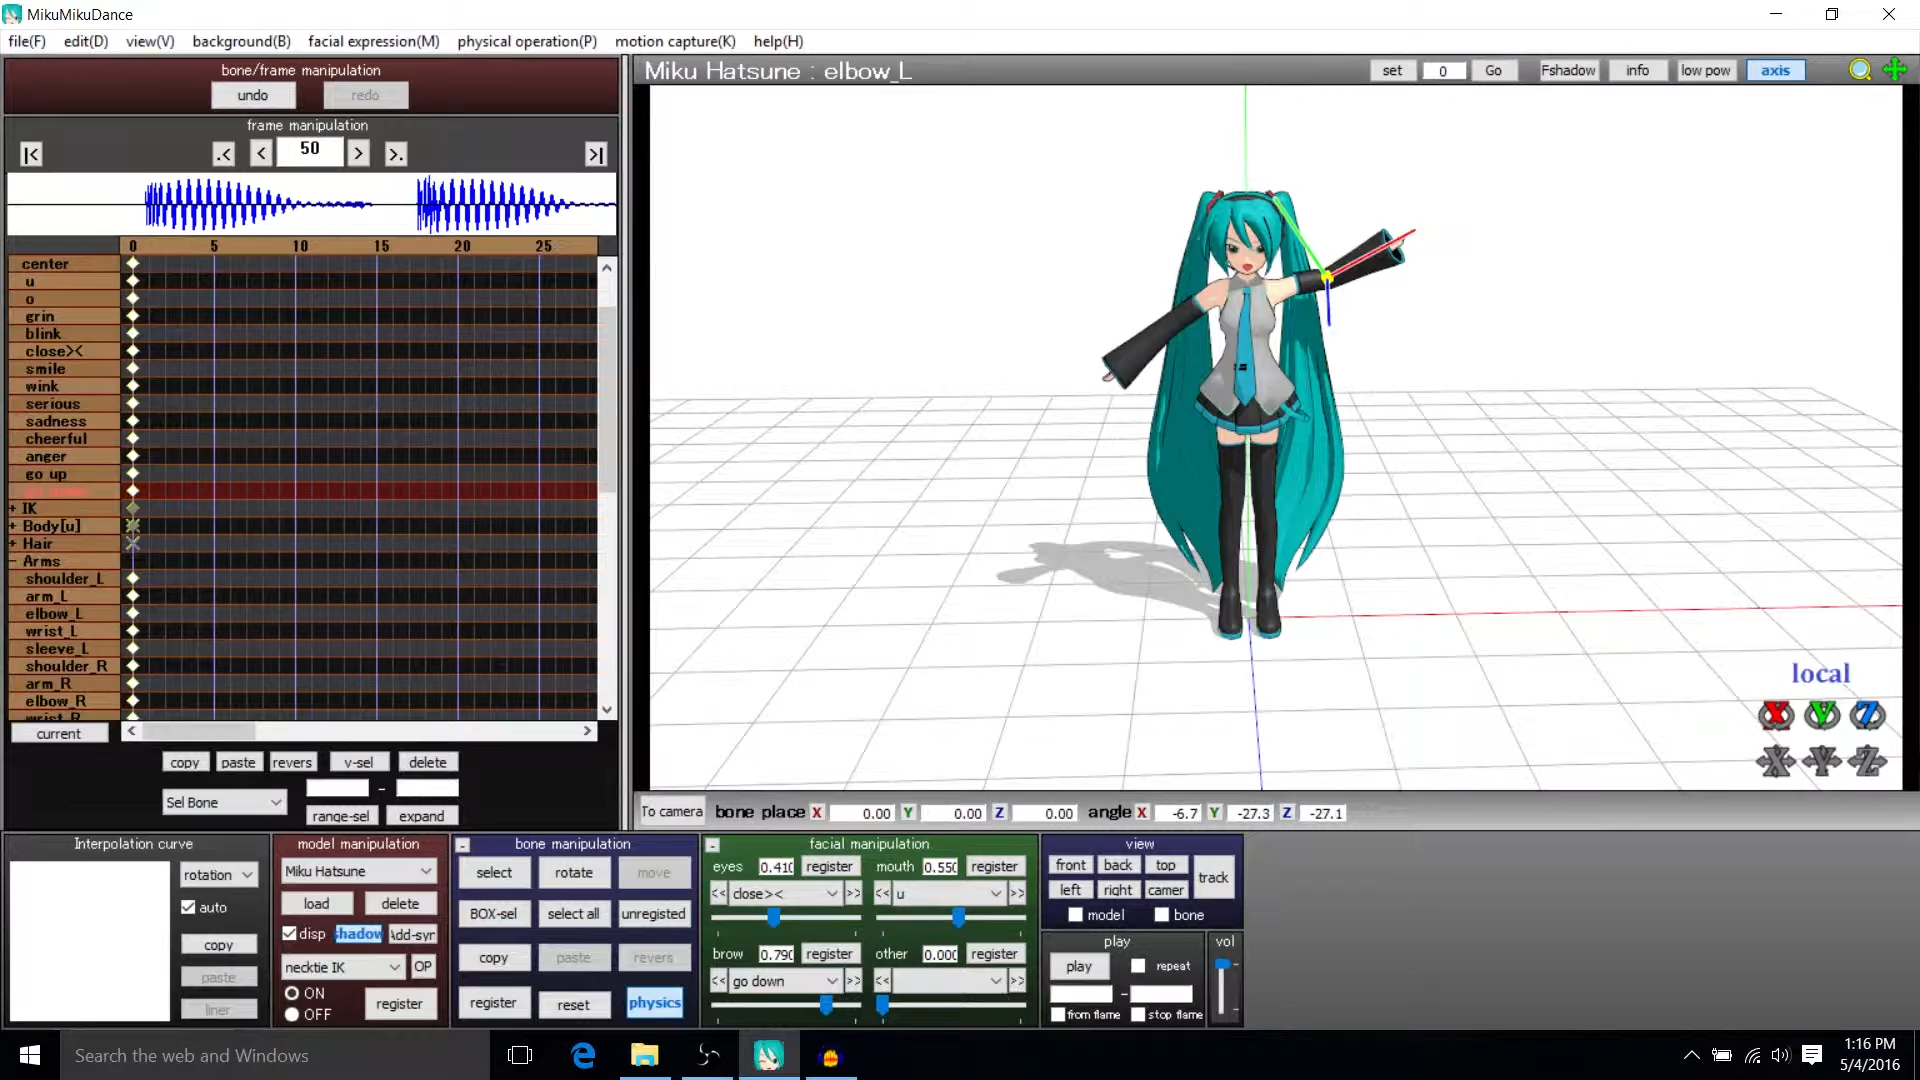 MikuMikuDance
file(F) edit(D) view(V) background(B) facial expression(M) physical operation(P) motion capture(K) help(H)
bone/frame manipulation
undo redo
frame manipulation
|< .< < 50 > >. >|
0 5 10 15 20 25
center
u
o
grin
blink
close><
smile
wink
serious
sadness
cheerful
anger
go up
+ IK
+ Body[u]
+ Hair
- Arms
shoulder_L
arm_L
elbow_L
wrist_L
sleeve_L
shoulder_R
arm_R
elbow_R
wrist_R
current
copy paste revers v-sel delete
Sel Bone - range-sel expand
Miku Hatsune : elbow_L
set 0 Go Fshadow info low pow axis
local
X Y Z
X Y Z
To camera bone place X 0.00 Y 0.00 Z 0.00 angle X -6.7 Y -27.3 Z -27.1
Interpolation curve
rotation
auto
copy
paste
liner
model manipulation
Miku Hatsune
load delete
disp shadow Add-syn
necktie IK OP
ON
OFF
register
- bone manipulation
select rotate move
BOX-sel select all unregisted
copy paste revers
register reset physics
- facial manipulation
eyes 0.410 register mouth 0.550 register
<< close>< >> << u >>
brow 0.790 register other 0.000 register
<< go down >> << >>
view
front back top
left right camer
track
model bone
play
play repeat
-
from flame stop flame
vol
Search the web and Windows
1:16 PM
5/4/2016